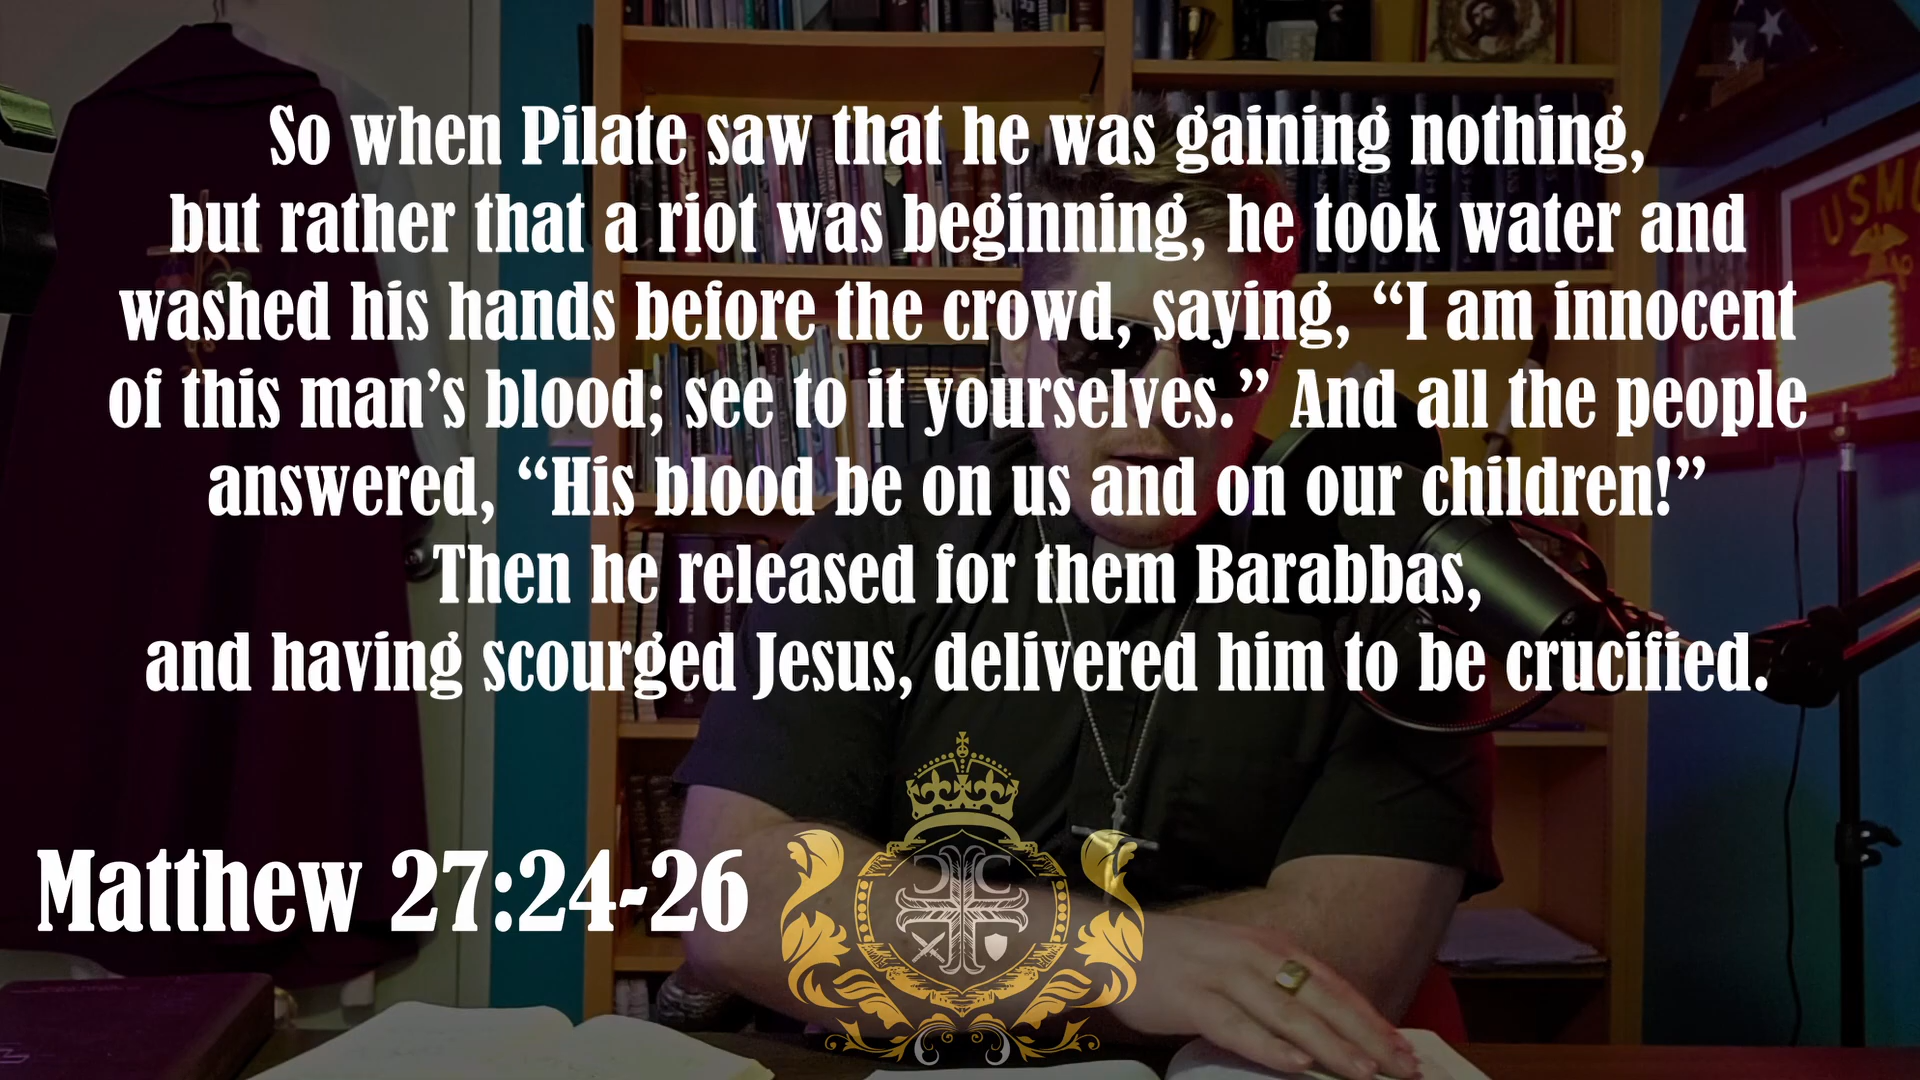 So when Pilate saw that he was gaining nothing,
but rather that a riot was beginning, he took water and
washed his hands before the crowd, saying, “I am innocent
of this man’s blood; see to it yourselves.” And all the people
answered, “His blood be on us and on our children!”
Then he released for them Barabbas,
and having scourged Jesus, delivered him to be crucified.
Matthew 27:24-26
USMC